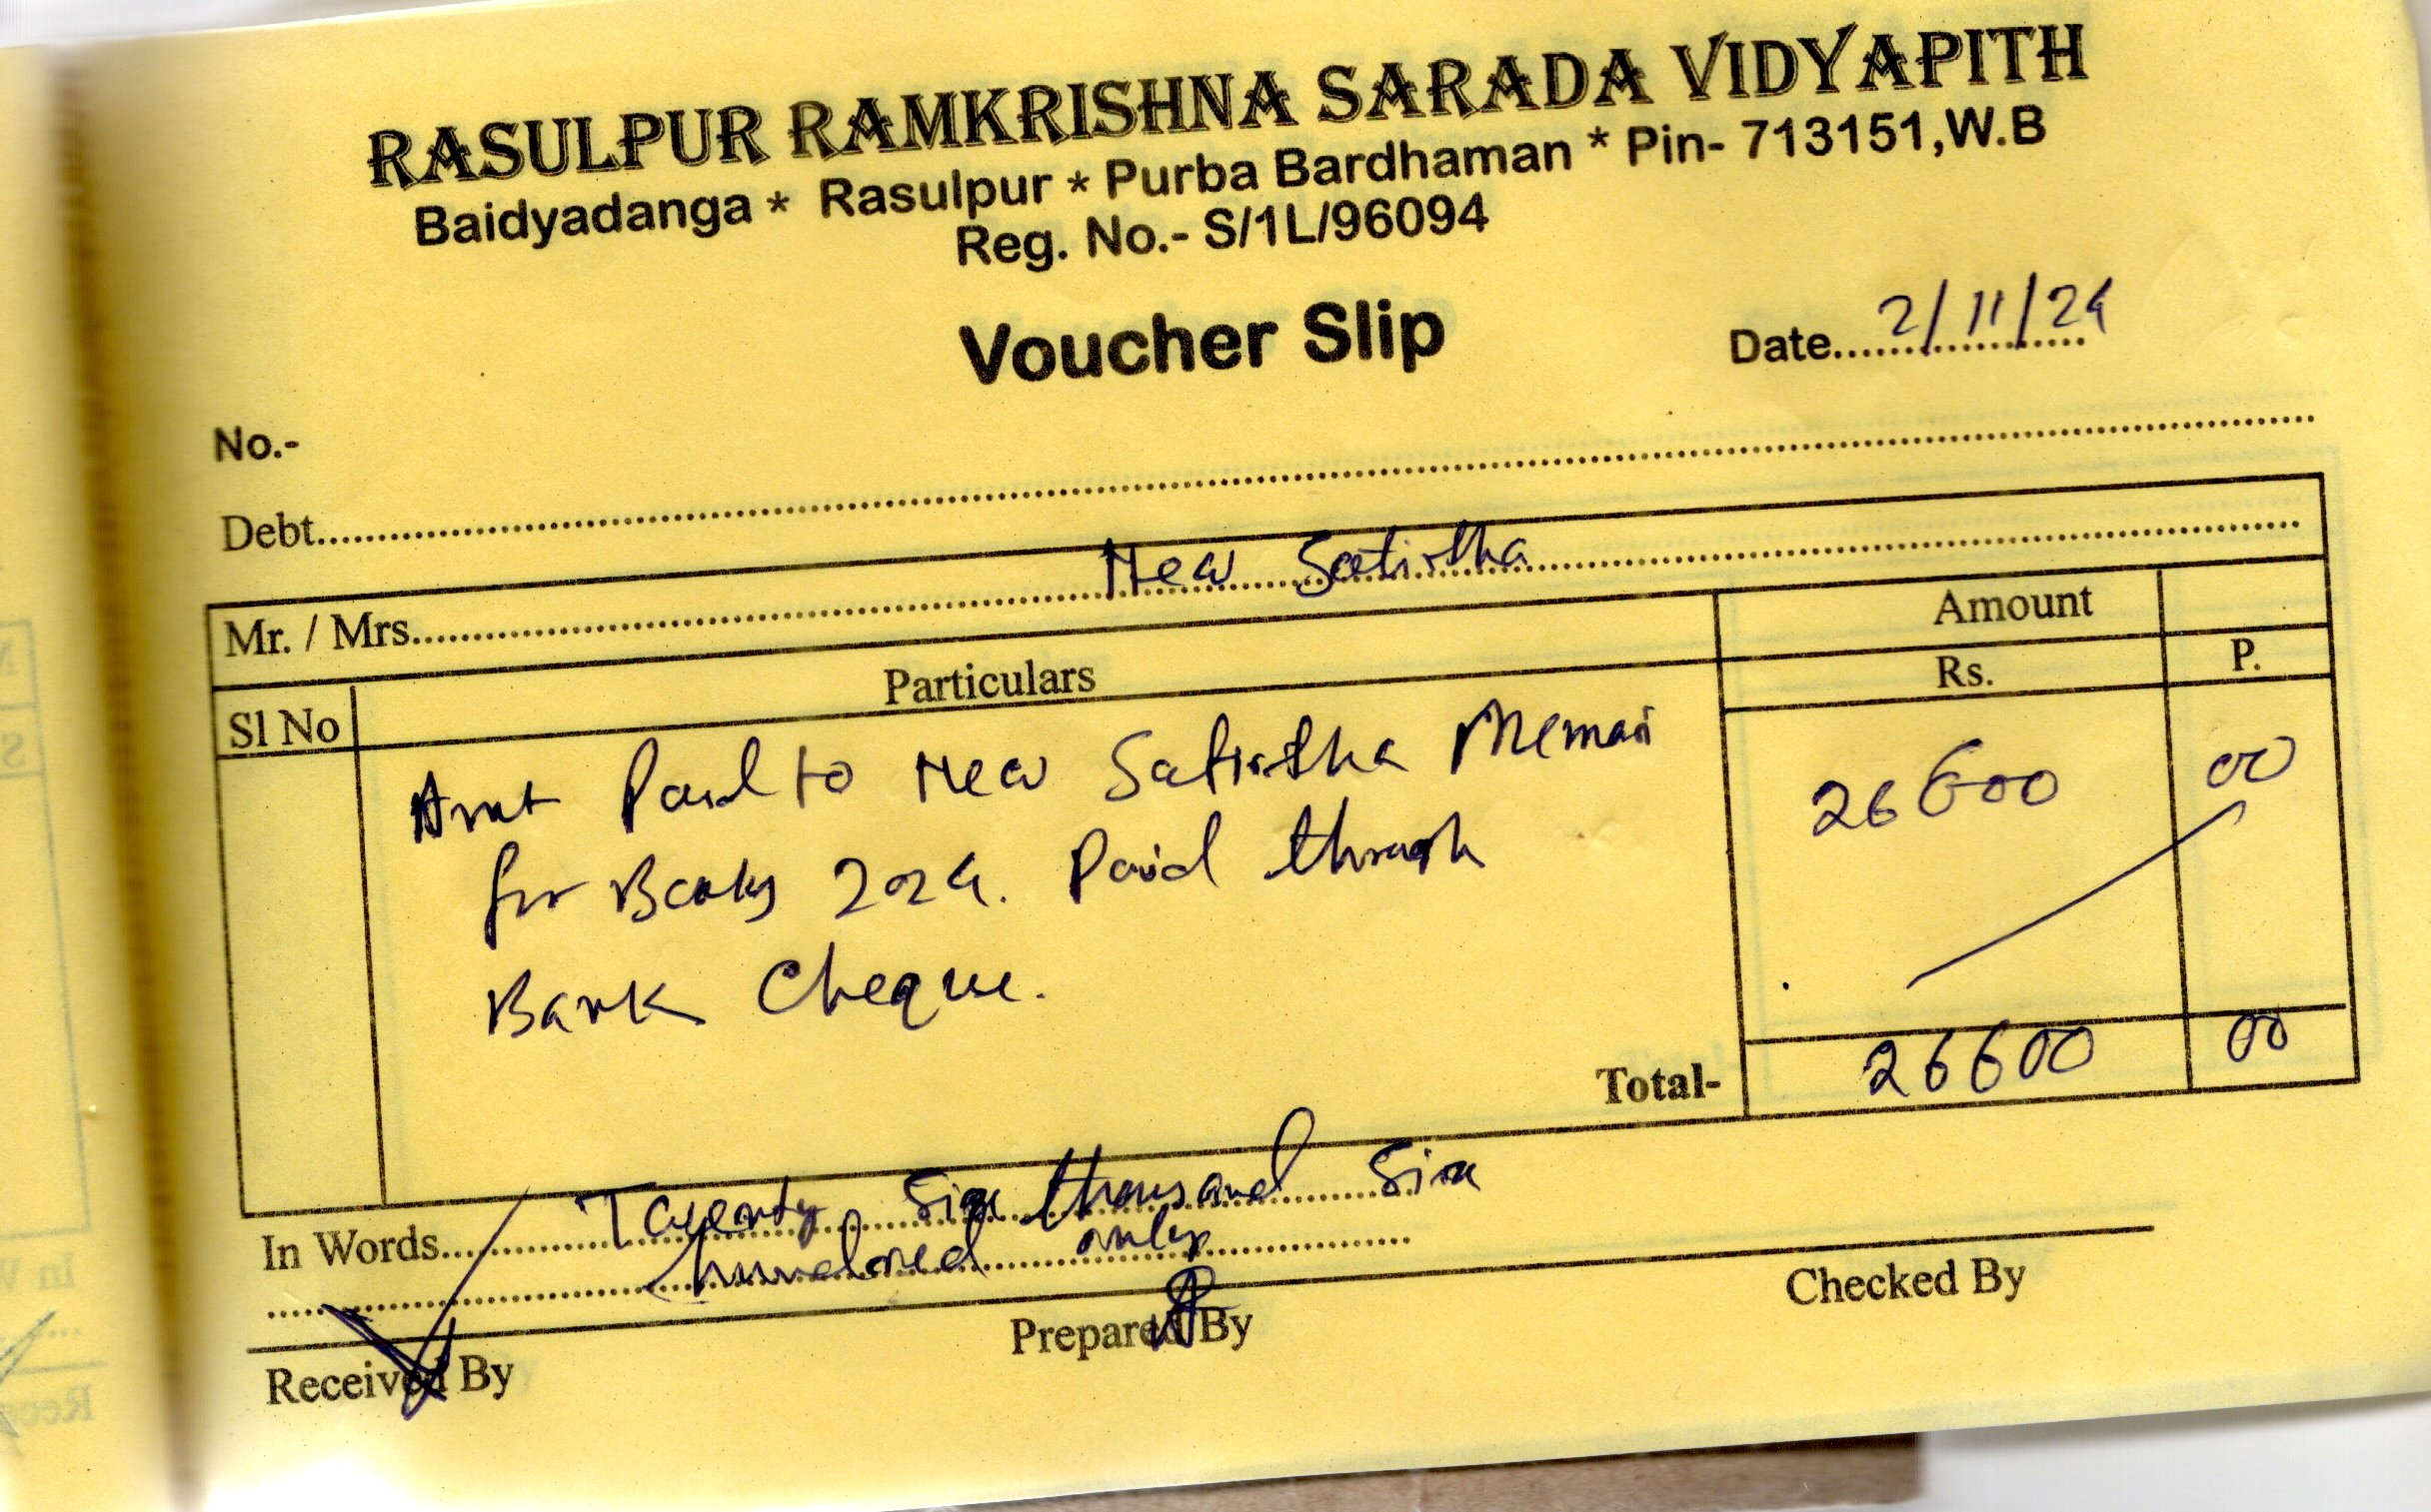 RASULPUR RAMKRISHNA SARADA VIDYAPITH
Baidyadanga * Rasulpur * Purba Bardhaman * Pin- 713151,W.B
Reg. No.- S/1L/96094
Voucher Slip
Date 2/11/24
No.-
Debt
Mr. / Mrs. New Satirtha
Sl No Particulars Amount
Rs. P.
Amt Paid to New Satirtha Memari 26600 00
for Books 2024. Paid through
Bank Cheque.
Total- 26600 00
In Words Twenty Six thousand Six
hundred only
Received By Prepared By Checked By